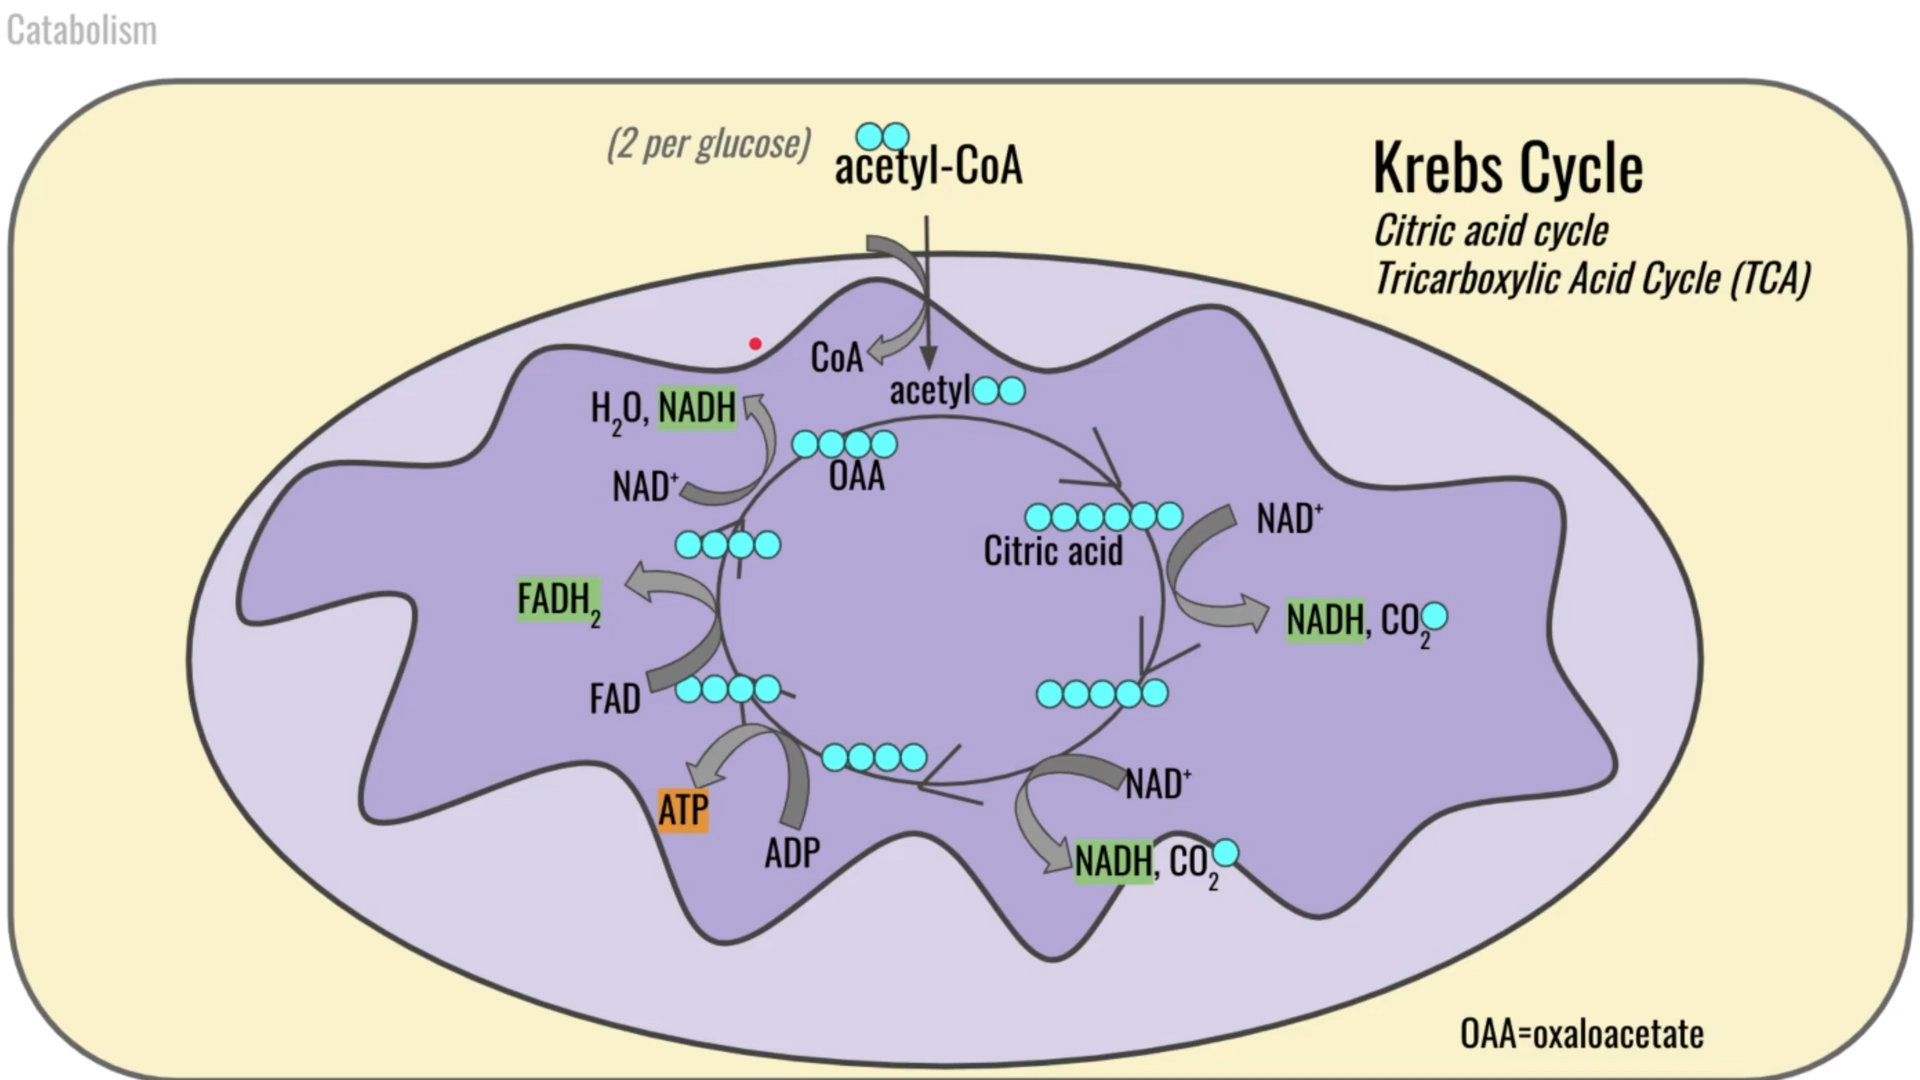 Catabolism
(2 per glucose)
acetyl-CoA
Krebs Cycle
Citric acid cycle
Tricarboxylic Acid Cycle (TCA)
CoA
acetyl
H₂O, NADH
OAA
NAD⁺
NAD⁺
Citric acid
FADH₂
NADH, CO₂
FAD
NAD⁺
ATP
ADP
NADH, CO₂
OAA=oxaloacetate